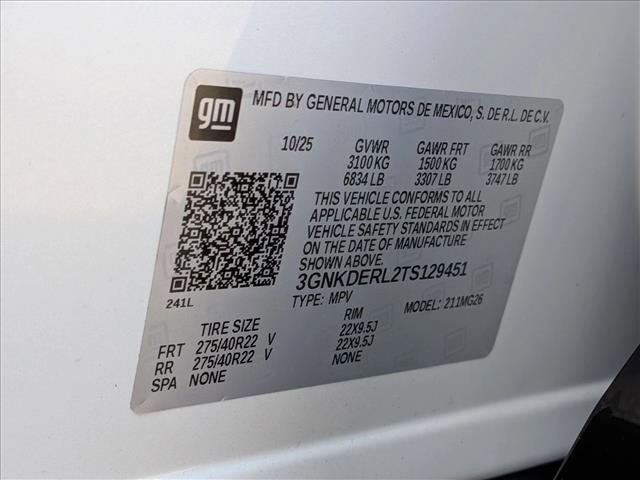 gm
MFD BY GENERAL MOTORS DE MEXICO, S. DE R.L. DE C.V.
10/25 GVWR GAWR FRT GAWR RR
3100 KG 1500 KG 1700 KG
6834 LB 3307 LB 3747 LB
THIS VEHICLE CONFORMS TO ALL
APPLICABLE U.S. FEDERAL MOTOR
VEHICLE SAFETY STANDARDS IN EFFECT
ON THE DATE OF MANUFACTURE
SHOWN ABOVE.
3GNKDERL2TS129451
241L
TYPE: MPV MODEL: 211MG26
TIRE SIZE RIM
FRT 275/40R22 V 22X9.5J
RR 275/40R22 V 22X9.5J
SPA NONE NONE